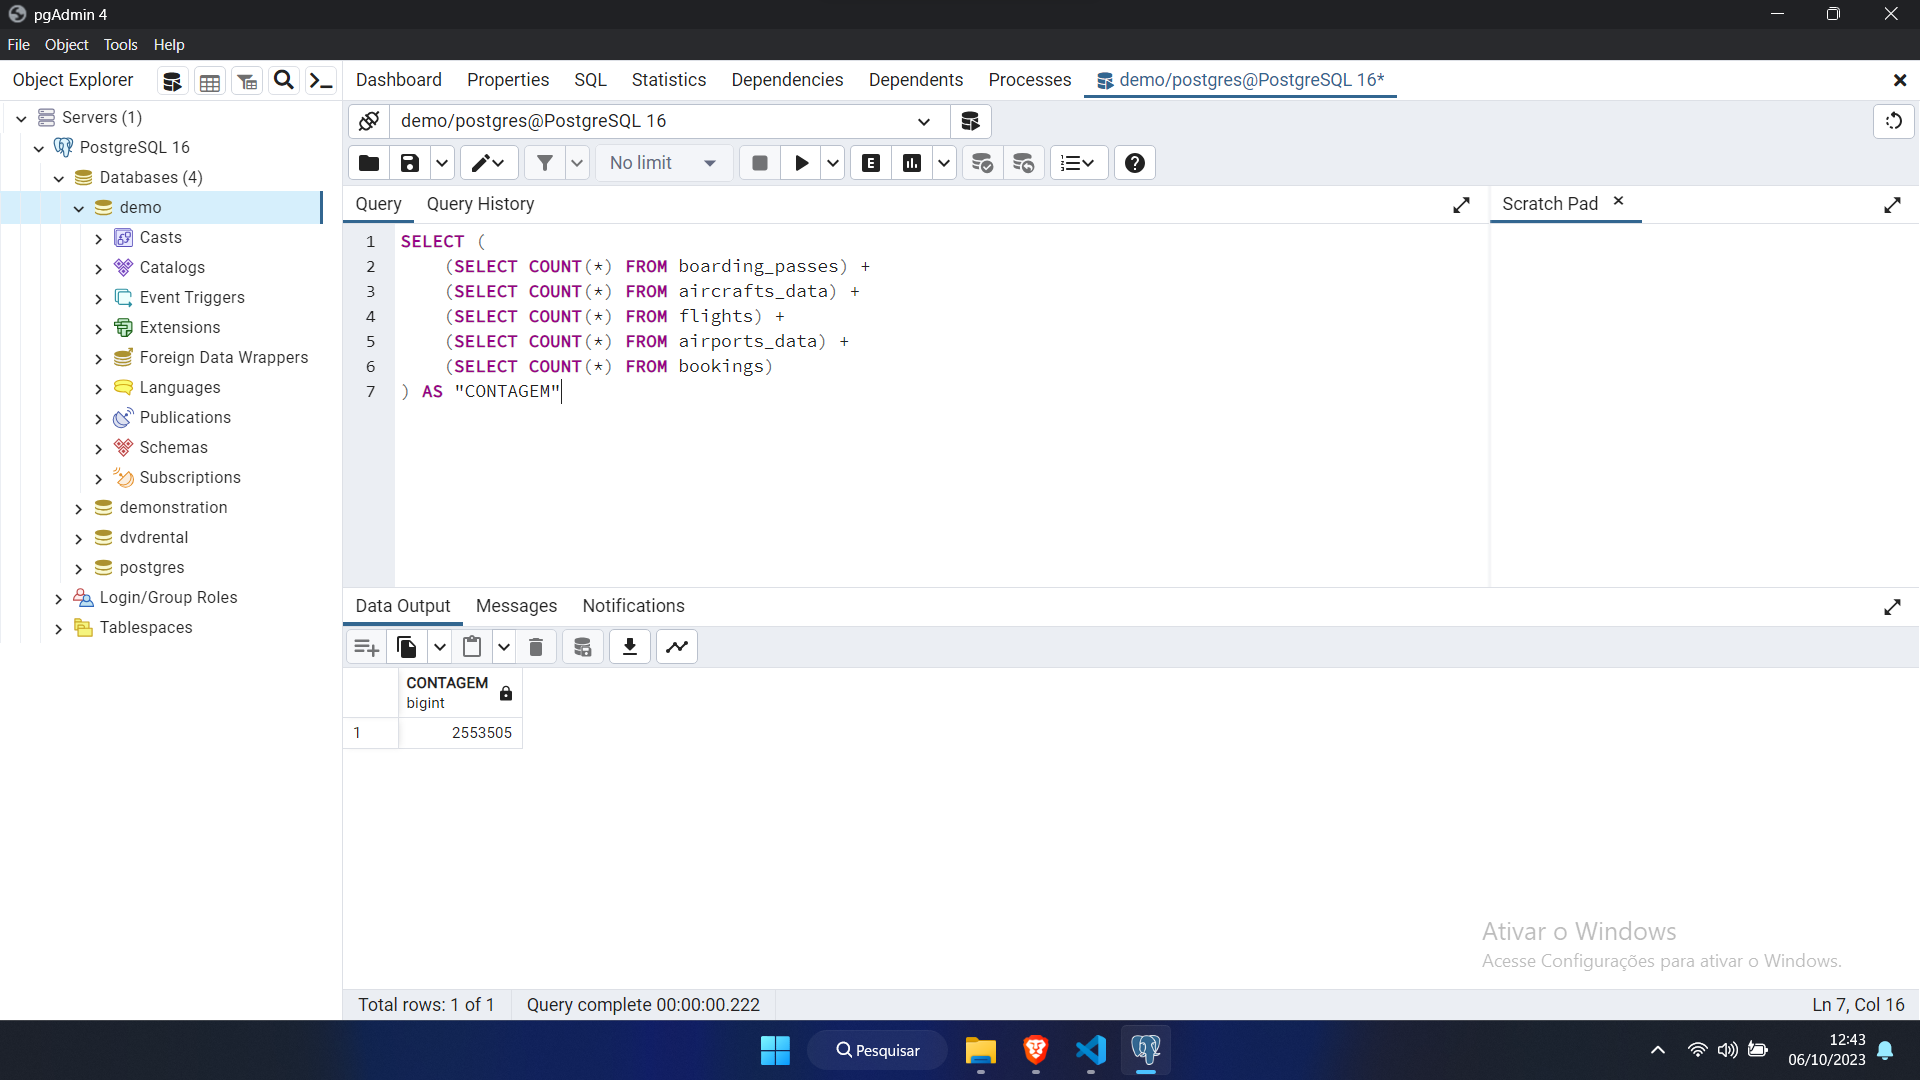 pgAdmin 4
File Object Tools Help
Object Explorer
Dashboard Properties SQL Statistics Dependencies Dependents Processes demo/postgres@PostgreSQL 16*
Servers (1)
PostgreSQL 16
Databases (4)
demo
Casts
Catalogs
Event Triggers
Extensions
Foreign Data Wrappers
Languages
Publications
Schemas
Subscriptions
demonstration
dvdrental
postgres
Login/Group Roles
Tablespaces
demo/postgres@PostgreSQL 16
No limit
E
Query Query History
Scratch Pad
1 SELECT (
2 (SELECT COUNT(*) FROM boarding_passes) +
3 (SELECT COUNT(*) FROM aircrafts_data) +
4 (SELECT COUNT(*) FROM flights) +
5 (SELECT COUNT(*) FROM airports_data) +
6 (SELECT COUNT(*) FROM bookings)
7 ) AS "CONTAGEM"
Data Output Messages Notifications
CONTAGEM
bigint
1 2553505
Ativar o Windows
Acesse Configurações para ativar o Windows.
Total rows: 1 of 1 Query complete 00:00:00.222 Ln 7, Col 16
Pesquisar
12:43
06/10/2023